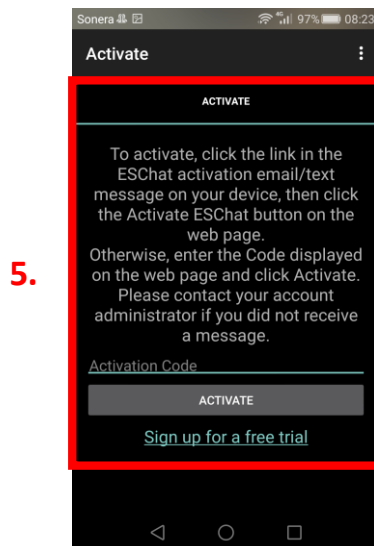 Sonera 97% 08:23
Activate
ACTIVATE
To activate, click the link in the
ESChat activation email/text
message on your device, then click
the Activate ESChat button on the
web page.
Otherwise, enter the Code displayed
on the web page and click Activate.
5.
Please contact your account
administrator if you did not receive
a message.
Activation Code
ACTIVATE
Sign up for a free trial